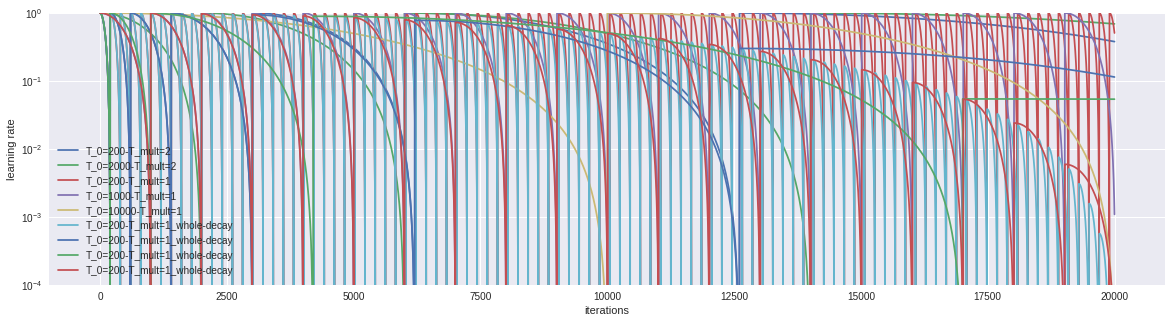 10^0
10^-1
10^-2
10^-3
10^-4
learning rate
T_0=200-T_mult=2
T_0=2000-T_mult=2
T_0=200-T_mult=1
T_0=1000-T_mult=1
T_0=10000-T_mult=1
T_0=200-T_mult=1_whole-decay
T_0=200-T_mult=1_whole-decay
T_0=200-T_mult=1_whole-decay
T_0=200-T_mult=1_whole-decay
0 2500 5000 7500 10000 12500 15000 17500 20000
iterations